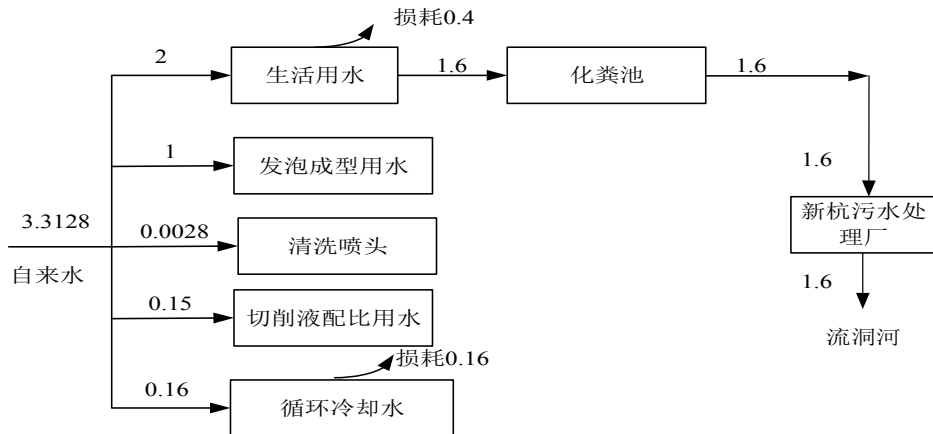 损耗0.4
2
生活用水
1.6
化粪池
1.6
1
发泡成型用水
1.6
3.3128
自来水
0.0028
清洗喷头
新杭污水处
理厂
0.15
切削液配比用水
1.6
流洞河
损耗0.16
0.16
循环冷却水